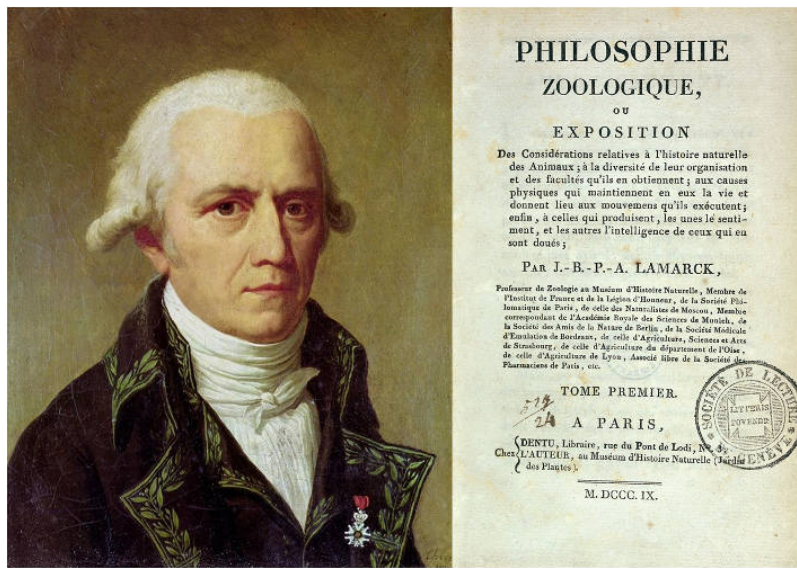 PHILOSOPHIE
ZOOLOGIQUE,
OU
EXPOSITION
Des Considérations relatives à l'histoire naturelle
des Animaux ; à la diversité de leur organisation
et des facultés qu'ils en obtiennent ; aux causes
physiques qui maintiennent en eux la vie et
donnent lieu aux mouvemens qu'ils exécutent ;
enfin , à celles qui produisent , les unes le senti-
ment , et les autres l'intelligence de ceux qui en
sont doués ;
PAR J.-B.-P.-A. LAMARCK,
Professeur de Zoologie au Muséum d'Histoire Naturelle , Membre de
l'Institut de France et de la Légion d'Honneur , de la Société Phi-
lomatique de Paris , de celle des Naturalistes de Moscou , Membre
correspondant de l'Académie Royale des Sciences de Munich , de
la Société des Amis de la Nature de Berlin , de la Société Médicale
d'Emulation de Bordeaux , de celle d'Agriculture, Sciences et Arts
de Strasbourg , de celle d'Agriculture du département de l'Oise ,
de celle d'Agriculture de Lyon , Associé libre de la Société des
Pharmaciens de Paris , etc.
TOME PREMIER.
24
A PARIS,
SOCIÉTÉ DE LECTURE
GENÈVE
Chez
DENTU, Libraire, rue du Pont de Lodi, N.
L'AUTEUR, au Muséum d'Histoire Naturelle (Jardin
des Plantes).
M. DCCC. IX.